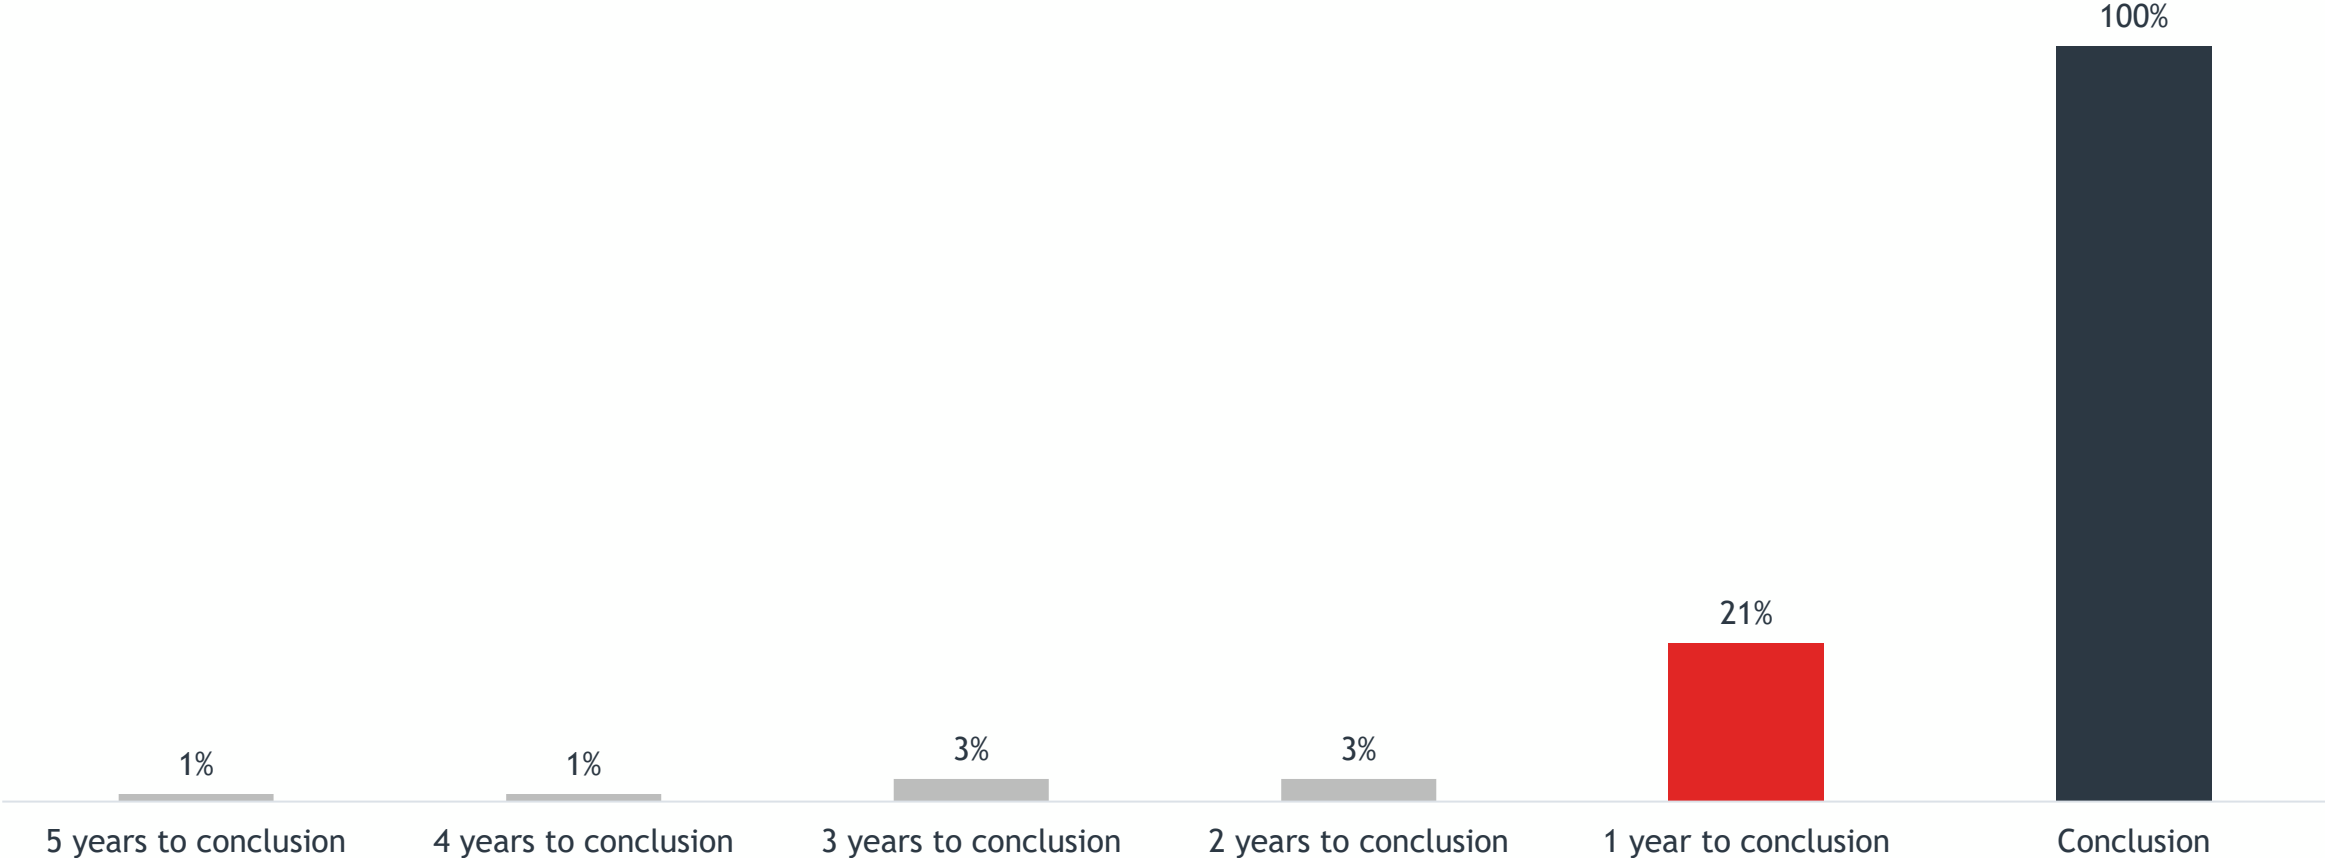 100%
21%
3%
3%
1%
1%
5 years to conclusion
4 years to conclusion
3 years to conclusion
2 years to conclusion
1 year to conclusion
Conclusion